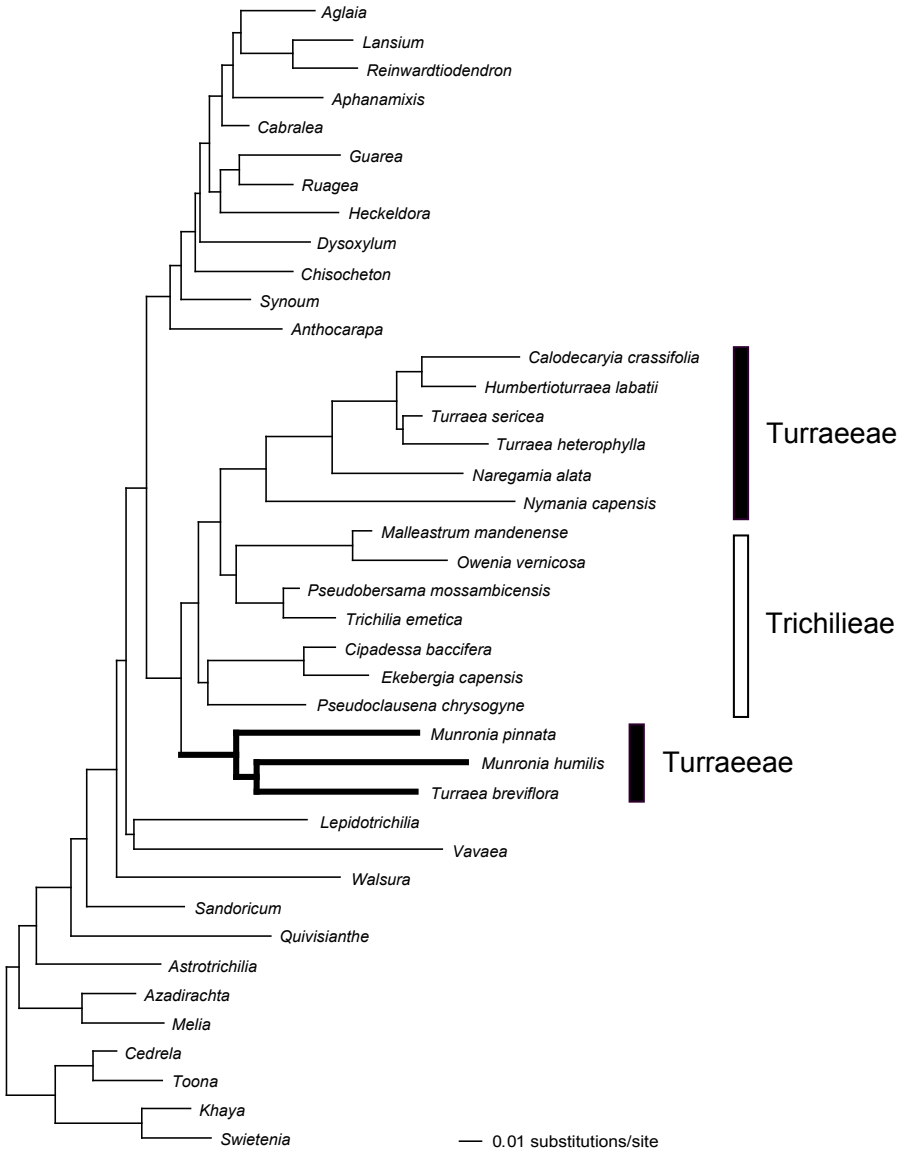 Aglaia
Lansium
Reinwardtiodendron
Aphanamixis
Cabralea
Guarea
Ruagea
Heckeldora
Dysoxylum
Chisocheton
Synoum
Anthocarapa
Calodecaryia crassifolia
Humbertioturraea labatii
Turraea sericea
Turraeeae
Turraea heterophylla
Naregamia alata
Nymania capensis
Malleastrum mandenense
Owenia vernicosa
Pseudobersama mossambicensis
Trichilia emetica
Trichilieae
Cipadessa baccifera
Ekebergia capensis
Pseudoclausena chrysogyne
Munronia pinnata
Munronia humilis
Turraeeae
Turraea breviflora
Lepidotrichilia
Vavaea
Walsura
Sandoricum
Quivisianthe
Astrotrichilia
Azadirachta
Melia
Cedrela
Toona
Khaya
Swietenia
0.01 substitutions/site